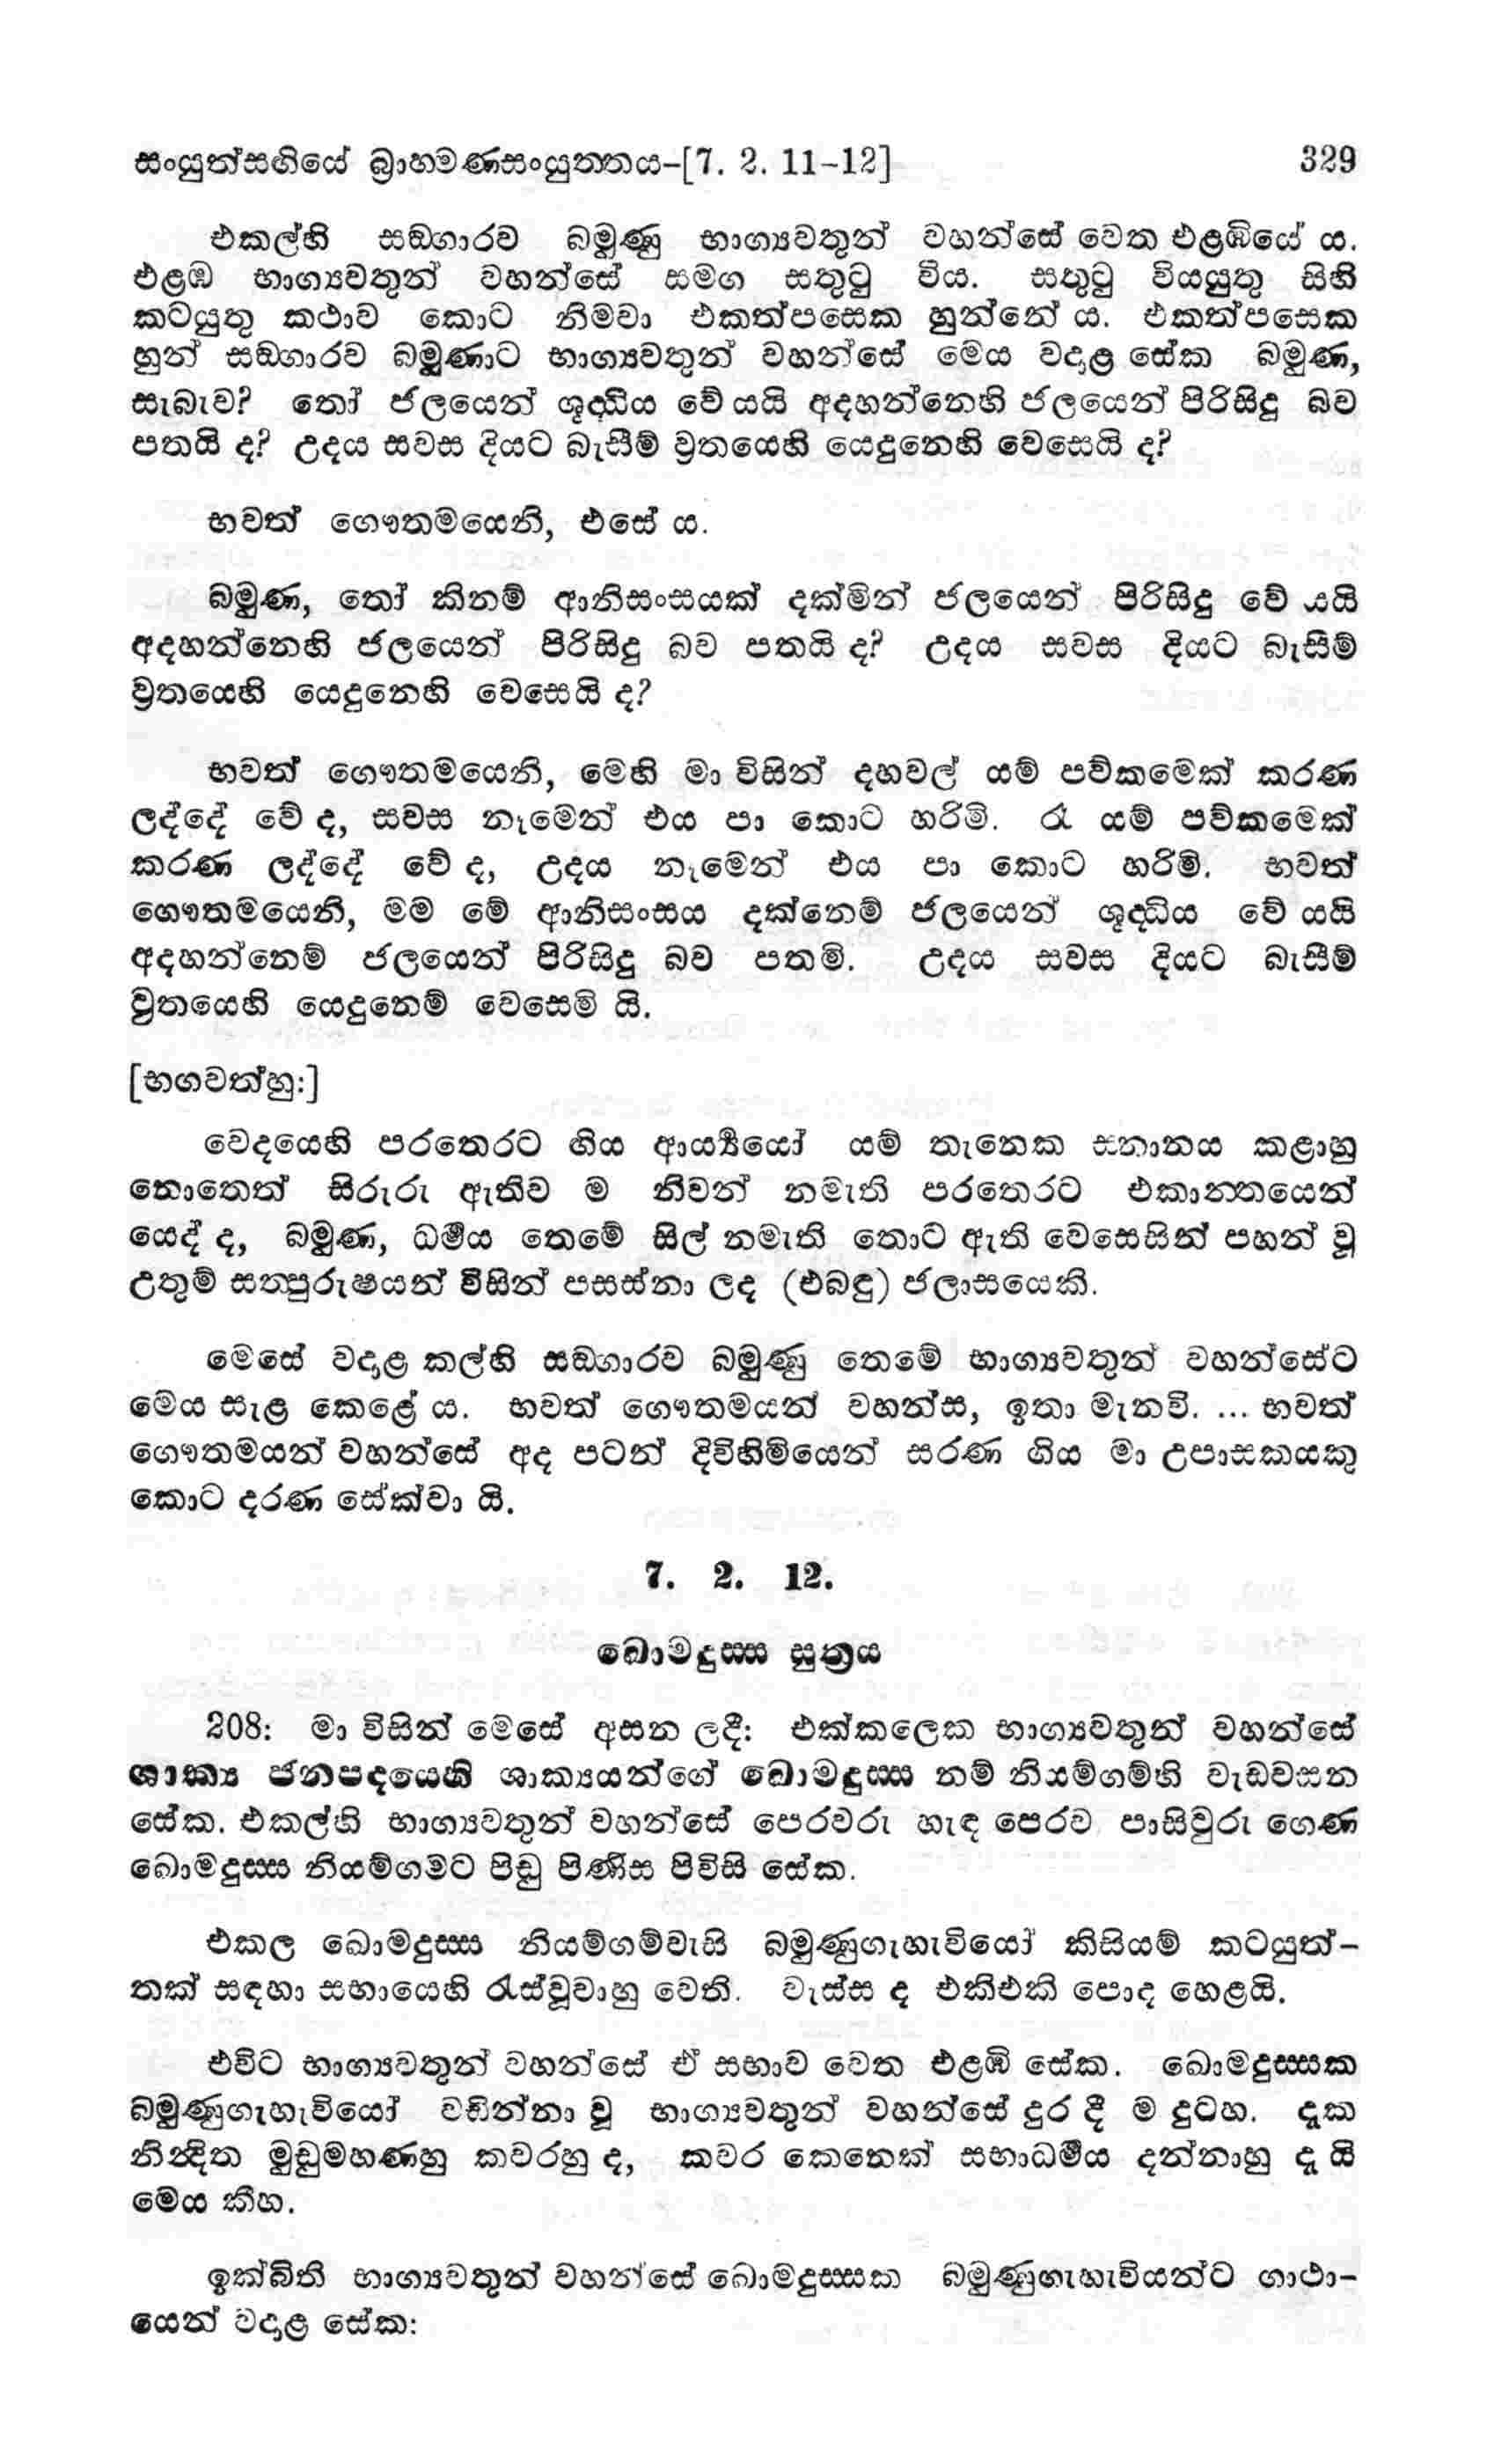 සංයුත්සඟියේ බ්‍රාහ්මණසංයුත්තය-[7. 2. 11-12] 329
එකල්හි සඞ්ගාරව බමුණු භාග්‍යවතුන් වහන්සේ වෙත එළඹියේ ය.
එළඹ භාග්‍යවතුන් වහන්සේ සමග සතුටු විය. සතුටු වියයුතු සිහි
කටයුතු කථාව කොට නිමවා එකත්පසෙක හුන්නේ ය. එකත්පසෙක
හුන් සඞ්ගාරව බමුණාට භාග්‍යවතුන් වහන්සේ මෙය වදාළ සේක බමුණ,
සැබැව? තෝ ජලයෙන් ශුද්ධිය වේ යයි අදහන්නෙහි ජලයෙන් පිරිසිදු බව
පතයි ද? උදය සවස දියට බැසීම් ව්‍රතයෙහි යෙදුනෙහි වෙසෙයි ද?
භවත් ගෞතමයෙනි, එසේ ය.
බමුණ, තෝ කිනම් ආනිසංසයක් දක්මින් ජලයෙන් පිරිසිදු වේ යයි
අදහන්නෙහි ජලයෙන් පිරිසිදු බව පතයි ද? උදය සවස දියට බැසීම්
ව්‍රතයෙහි යෙදුනෙහි වෙසෙයි ද?
භවත් ගෞතමයෙනි, මෙහි මා විසින් දහවල් යම් පව්කමෙක් කරණ
ලද්දේ වේ ද, සවස නෑමෙන් එය පා කොට හරිමි. රෑ යම් පව්කමෙක්
කරණ ලද්දේ වේ ද, උදය නෑමෙන් එය පා කොට හරිමි. භවත්
ගෞතමයෙනි, මම මේ ආනිසංසය දක්නෙම් ජලයෙන් ශුද්ධිය වේ යයි
අදහන්නෙම් ජලයෙන් පිරිසිදු බව පතමි. උදය සවස දියට බැසීම්
ව්‍රතයෙහි යෙදුනෙම් වෙසෙමි යි.
[භගවත්හු:]
වෙදයෙහි පරතෙරට ගිය ආර්‍ය්‍යයෝ යම් තැනෙක ස්නානය කළාහු
නොතෙත් සිරුරු ඇතිව ම නිවන් නමැති පරතෙරට එකාන්තයෙන්
යෙද් ද, බමුණ, ධර්‍මය තෙමේ සිල් නමැති තොට ඇති වෙසෙසින් පහන් වූ
උතුම් සත්පුරුෂයන් විසින් පසස්නා ලද (එබඳු) ජලාසයෙකි.
මෙසේ වදාළ කල්හි සඞ්ගාරව බමුණු තෙමේ භාග්‍යවතුන් වහන්සේට
මෙය සැළ කෙළේ ය. භවත් ගෞතමයන් වහන්ස, ඉතා මැනවි. ... භවත්
ගෞතමයන් වහන්සේ අද පටන් දිවිහිමියෙන් සරණ ගිය මා උපාසකයකු
කොට දරණ සේක්වා යි.
7. 2. 12.
ඛොමදුස්ස සූත්‍රය
208: මා විසින් මෙසේ අසන ලදී: එක්කලෙක භාග්‍යවතුන් වහන්සේ
ශාක්‍ය ජනපදයෙහි ශාක්‍යයන්ගේ ඛොමදුස්ස නම් නියම්ගම්හි වැඩවසන
සේක. එකල්හි භාග්‍යවතුන් වහන්සේ පෙරවරු හැඳ පෙරව පාසිවුරු ගෙණ
ඛොමදුස්ස නියම්ගමට පිඬු පිණිස පිවිසි සේක.
එකල ඛොමදුස්ස නියම්ගම්වැසි බමුණුගැහැවියෝ කිසියම් කටයුත්-
තක් සඳහා සභායෙහි රැස්වූවාහු වෙති. වැස්ස ද එකිඑකි පොද හෙළයි.
එවිට භාග්‍යවතුන් වහන්සේ ඒ සභාව වෙත එළඹි සේක. ඛොමදුස්සක
බමුණුගැහැවියෝ වඩින්නා වූ භාග්‍යවතුන් වහන්සේ දුර දී ම දුටහ. දැක
නින්දිත මුඩුමහණහු කවරහු ද, කවර කෙනෙක් සභාධර්‍මය දන්නාහු දැ යි
මෙය කීහ.
ඉක්බිති භාග්‍යවතුන් වහන්සේ ඛොමදුස්සක බමුණුගැහැවියන්ට ගාථා-
යෙන් වදාළ සේක: